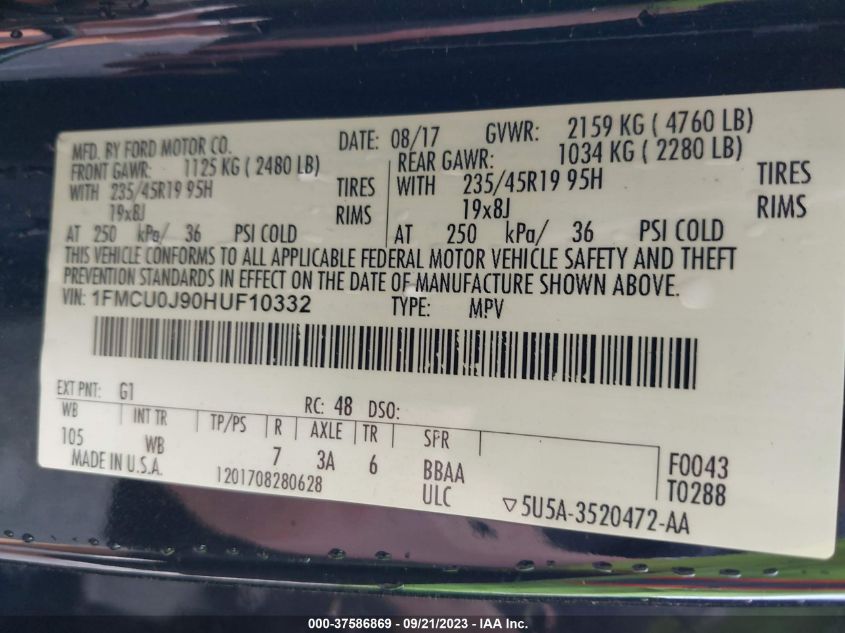 MFD. BY FORD MOTOR CO. DATE: 08/17 GVWR: 2159 KG ( 4760 LB)
FRONT GAWR: 1125 KG ( 2480 LB) REAR GAWR: 1034 KG ( 2280 LB)
WITH 235/45R19 95H TIRES WITH 235/45R19 95H TIRES
19x8J RIMS 19x8J RIMS
AT 250 kPa/ 36 PSI COLD AT 250 kPa/ 36 PSI COLD
THIS VEHICLE CONFORMS TO ALL APPLICABLE FEDERAL MOTOR VEHICLE SAFETY AND THEFT
PREVENTION STANDARDS IN EFFECT ON THE DATE OF MANUFACTURE SHOWN ABOVE.
VIN: 1FMCU0J90HUF10332 TYPE: MPV
EXT PNT: G1 RC: 48 DSO:
WB INT TR TP/PS R AXLE TR SPR
105 WB 7 3A 6 BBAA F0043
MADE IN U.S.A. 1201708280628 ULC ▽5U5A-3520472-AA T0288
000-37586869 - 09/21/2023 - IAA Inc.